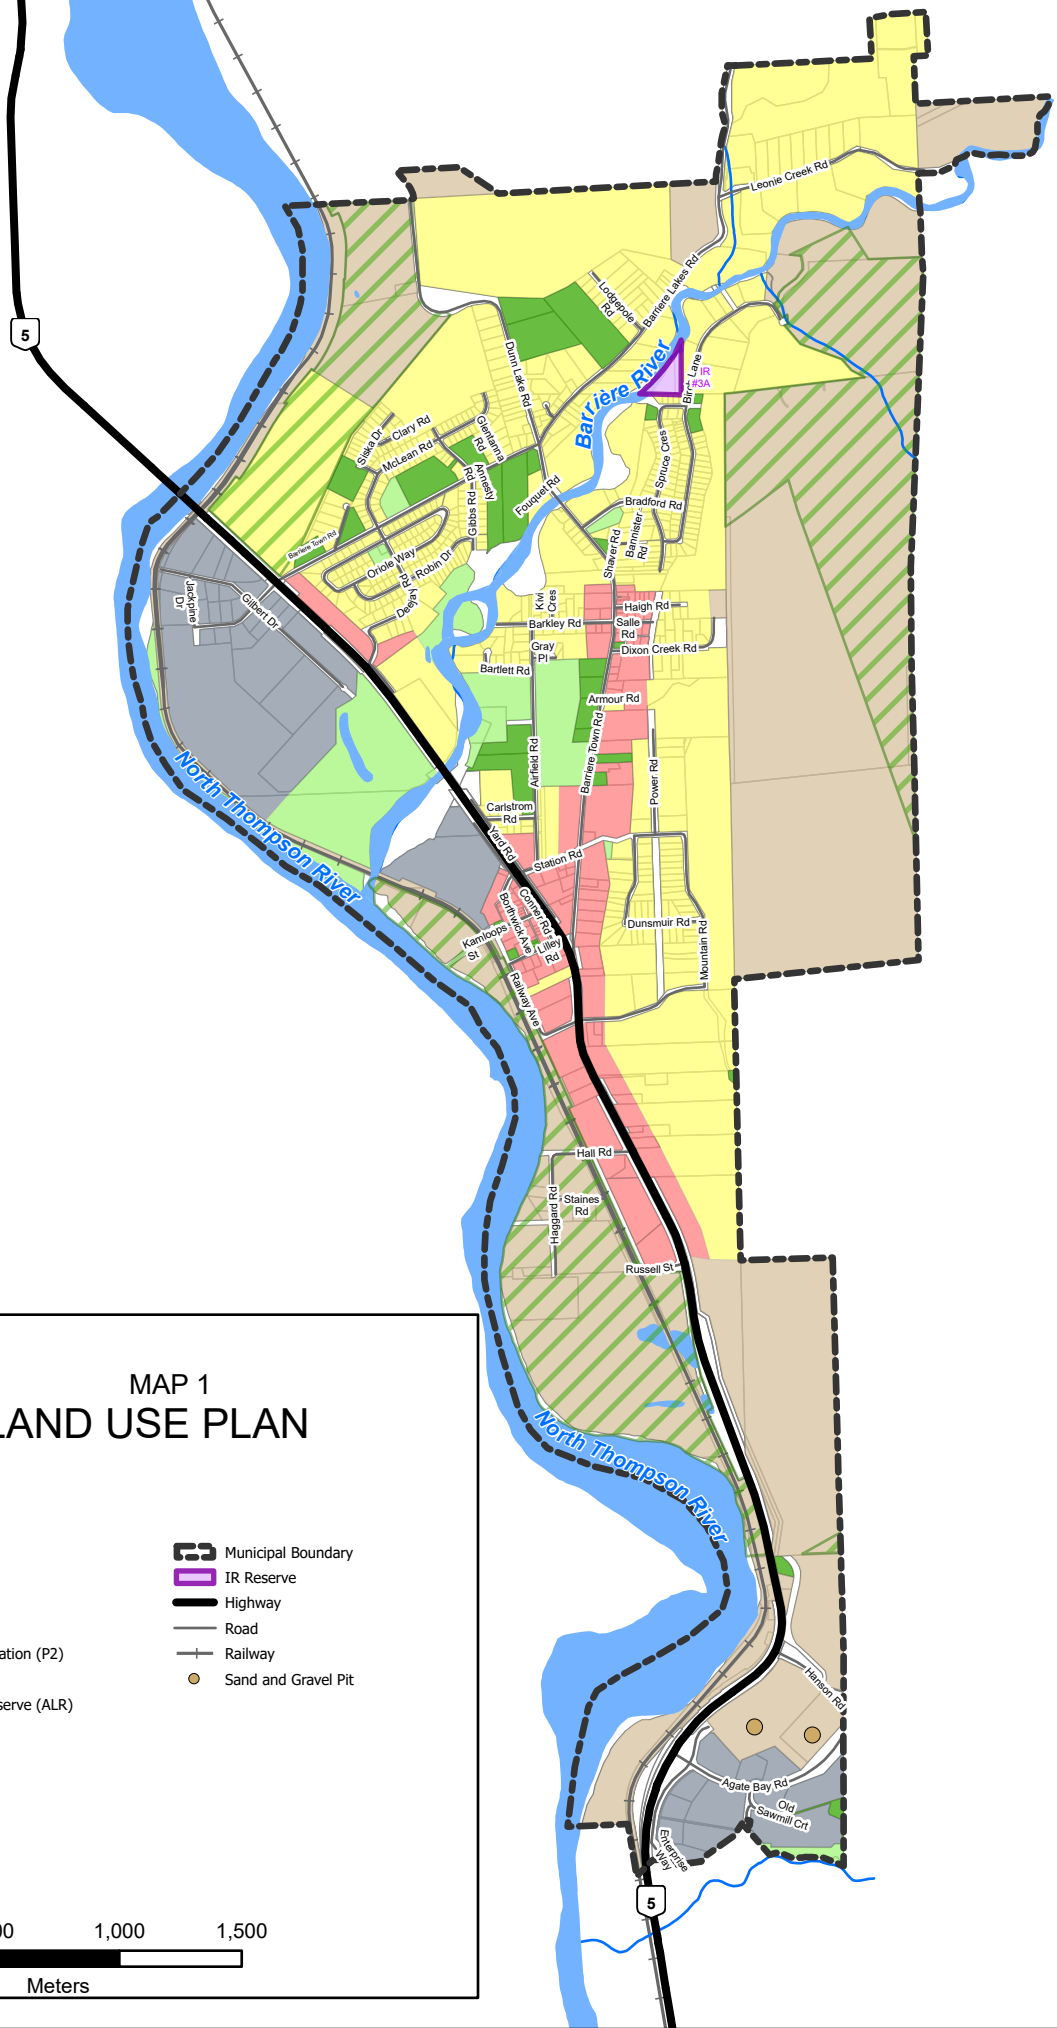 Leonie Creek Rd
Barriere Lakes Rd
Lodgepole
Rd
5
Dunn Lake Rd
Barrière River
IR
#3A
Birch Lane
Siska Dr
Clary Rd
McLean Rd
Glentanna
Rd
Annesty
Rd
Gibbs Rd
Fouquet Rd
Spruce Cres
Bradford Rd
Bannister
Rd
Shaver Rd
Barriere Town Rd
Oriole Way
Robin Dr
Deejay Rd
Jackpine
Dr
Gilbert Dr
Kivi
Cres
Haigh Rd
Barkley Rd
Salle
Rd
Gray
Pl
Dixon Creek Rd
Bartlett Rd
Armour Rd
Airfield Rd
Barriere Town Rd
Power Rd
North Thompson River
Carlstrom
Rd
Yard Rd
Station Rd
Conner Rd
Borthwick Ave
Kamloops
St
Lilley
Rd
Dunsmuir Rd
Mountain Rd
Railway Ave
Hall Rd
Haggard Rd
Staines
Rd
Russell St
North Thompson River
MAP 1
LAND USE PLAN
Municipal Boundary
IR Reserve
Highway
Road
ation (P2)
Railway
Sand and Gravel Pit
serve (ALR)
Hanson Rd
Agate Bay Rd
Old
Sawmill Crt
Enterprise
Way
5
00
1,000
1,500
Meters